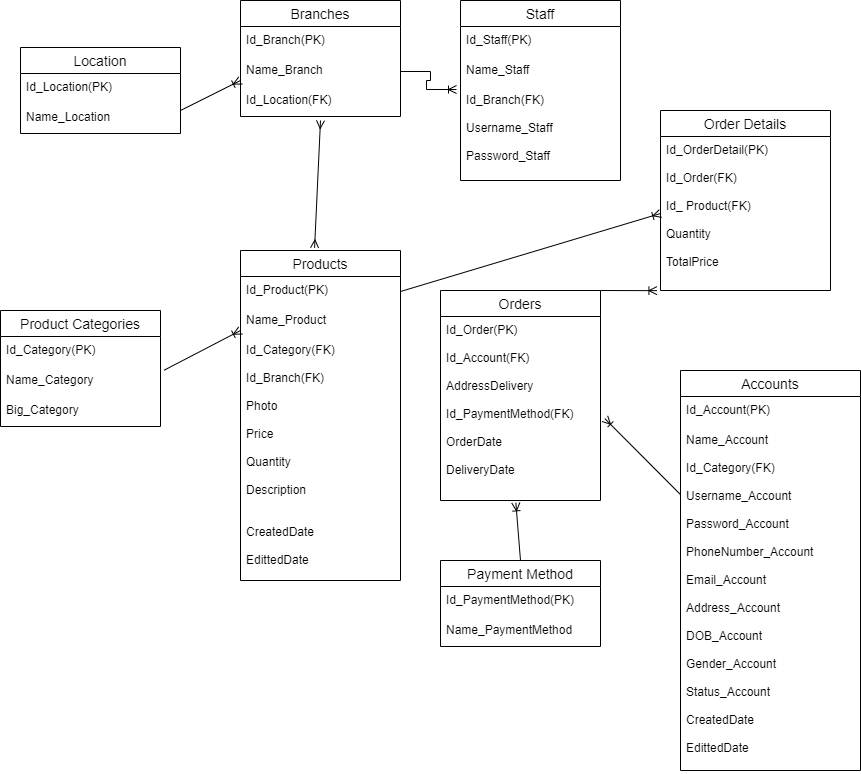 Branches
Id_Branch(PK)
Name_Branch
Id_Location(FK)
Staff
Id_Staff(PK)
Name_Staff
Id_Branch(FK)
Username_Staff
Password_Staff
Location
Id_Location(PK)
Name_Location
Order Details
Id_OrderDetail(PK)
Id_Order(FK)
Id_ Product(FK)
Quantity
TotalPrice
Products
Id_Product(PK)
Name_Product
Id_Category(FK)
Id_Branch(FK)
Photo
Price
Quantity
Description
CreatedDate
EdittedDate
Orders
Id_Order(PK)
Id_Account(FK)
AddressDelivery
Id_PaymentMethod(FK)
OrderDate
DeliveryDate
Product Categories
Id_Category(PK)
Name_Category
Big_Category
Accounts
Id_Account(PK)
Name_Account
Id_Category(FK)
Username_Account
Password_Account
PhoneNumber_Account
Email_Account
Address_Account
DOB_Account
Gender_Account
Status_Account
CreatedDate
EdittedDate
Payment Method
Id_PaymentMethod(PK)
Name_PaymentMethod